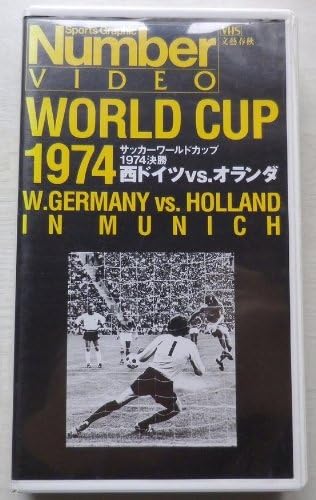 Sports Graphic
Number
VIDEO
VHS
文藝春秋
WORLD CUP
1974
サッカーワールドカップ
1974決勝
西ドイツvs.オランダ
W.GERMANY vs. HOLLAND
IN MUNICH
1